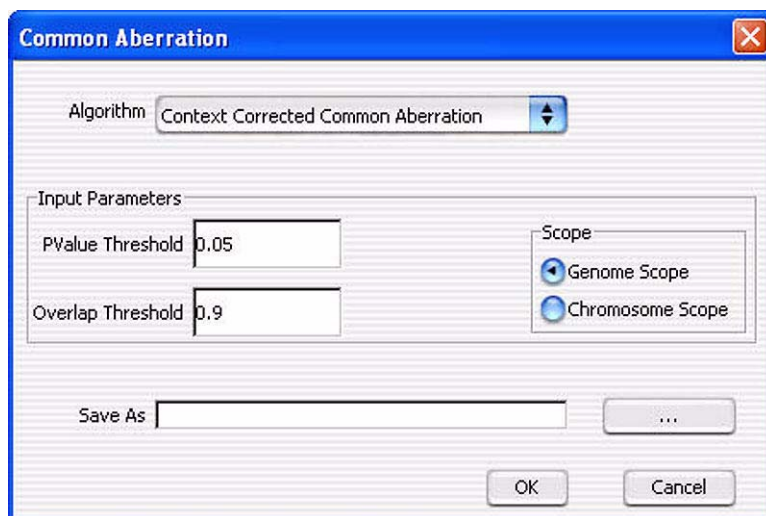 Common Aberration
Algorithm Context Corrected Common Aberration
Input Parameters
PValue Threshold 0.05
Overlap Threshold 0.9
Scope
Genome Scope
Chromosome Scope
Save As ...
OK Cancel